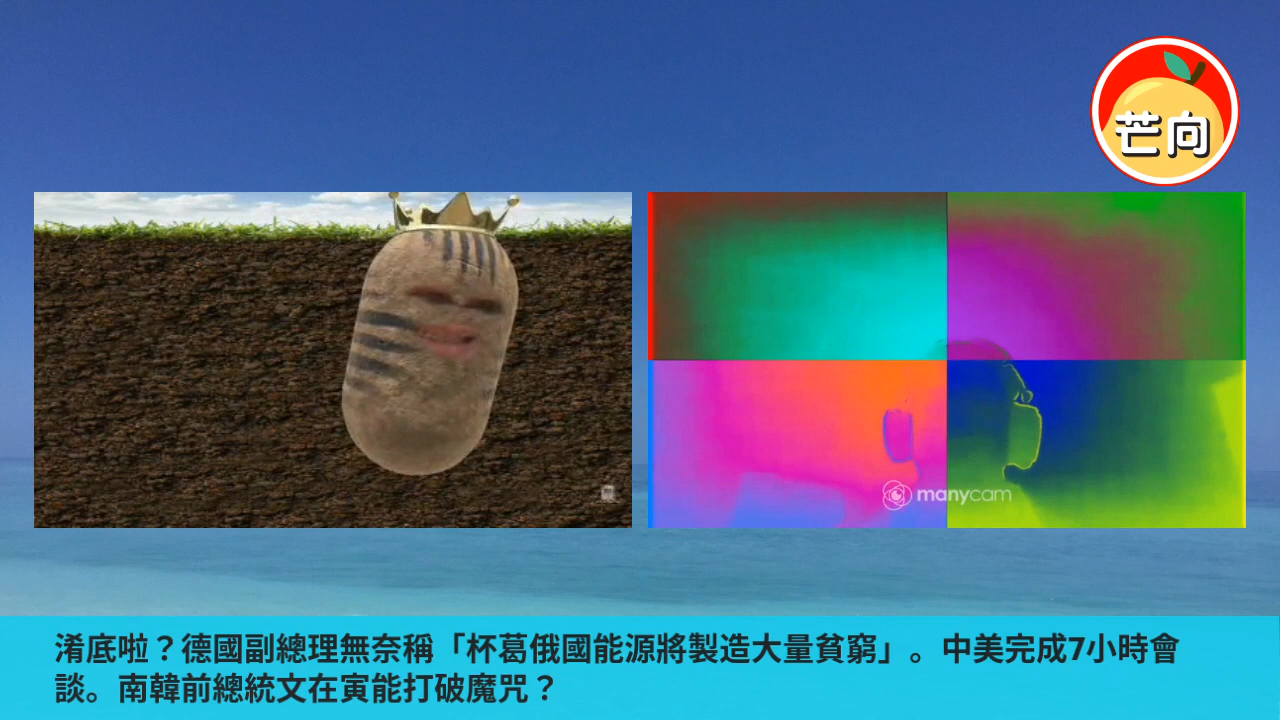 芒向
manycam
淆底啦？德國副總理無奈稱「杯葛俄國能源將製造大量貧窮」。中美完成7小時會
談。南韓前總統文在寅能打破魔咒？